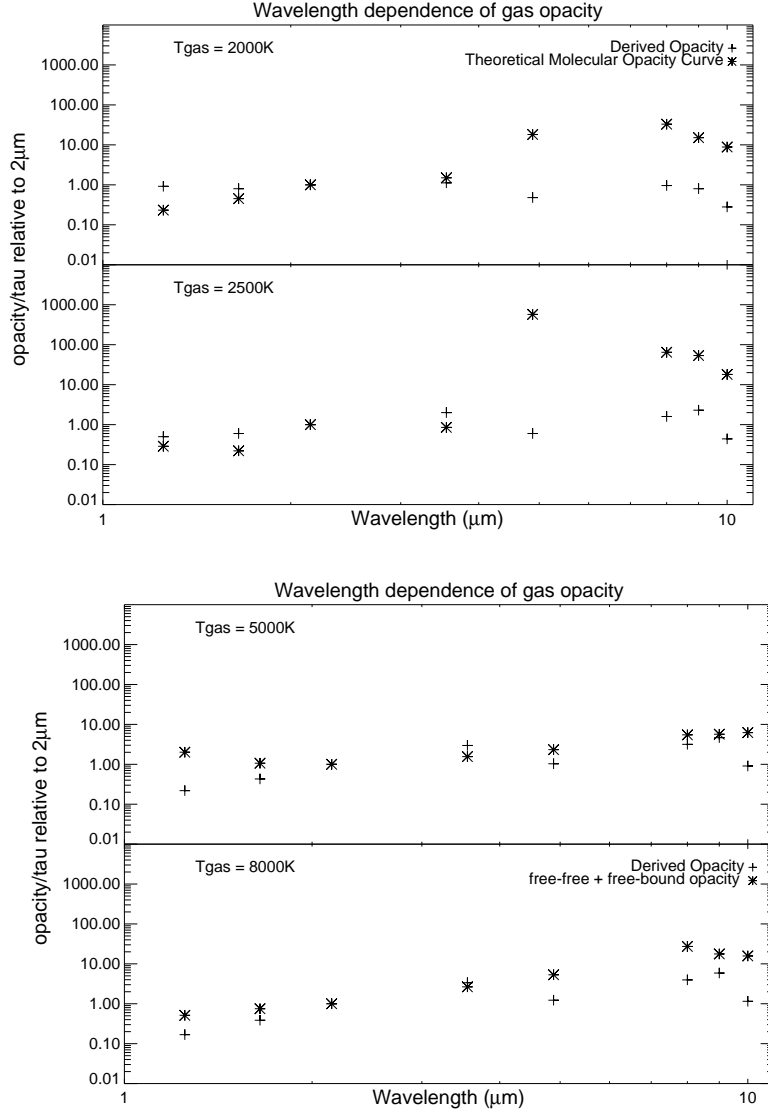 Wavelength dependence of gas opacity
Tgas = 2000K
Derived Opacity +
Theoretical Molecular Opacity Curve ✳
1000.00
100.00
10.00
1.00
0.10
0.01
Tgas = 2500K
1000.00
100.00
10.00
1.00
0.10
0.01
opacity/tau relative to 2μm
1
10
Wavelength (μm)
Wavelength dependence of gas opacity
Tgas = 5000K
1000.00
100.00
10.00
1.00
0.10
0.01
Tgas = 8000K
Derived Opacity +
free-free + free-bound opacity ✳
1000.00
100.00
10.00
1.00
0.10
0.01
opacity/tau relative to 2μm
1
10
Wavelength (μm)